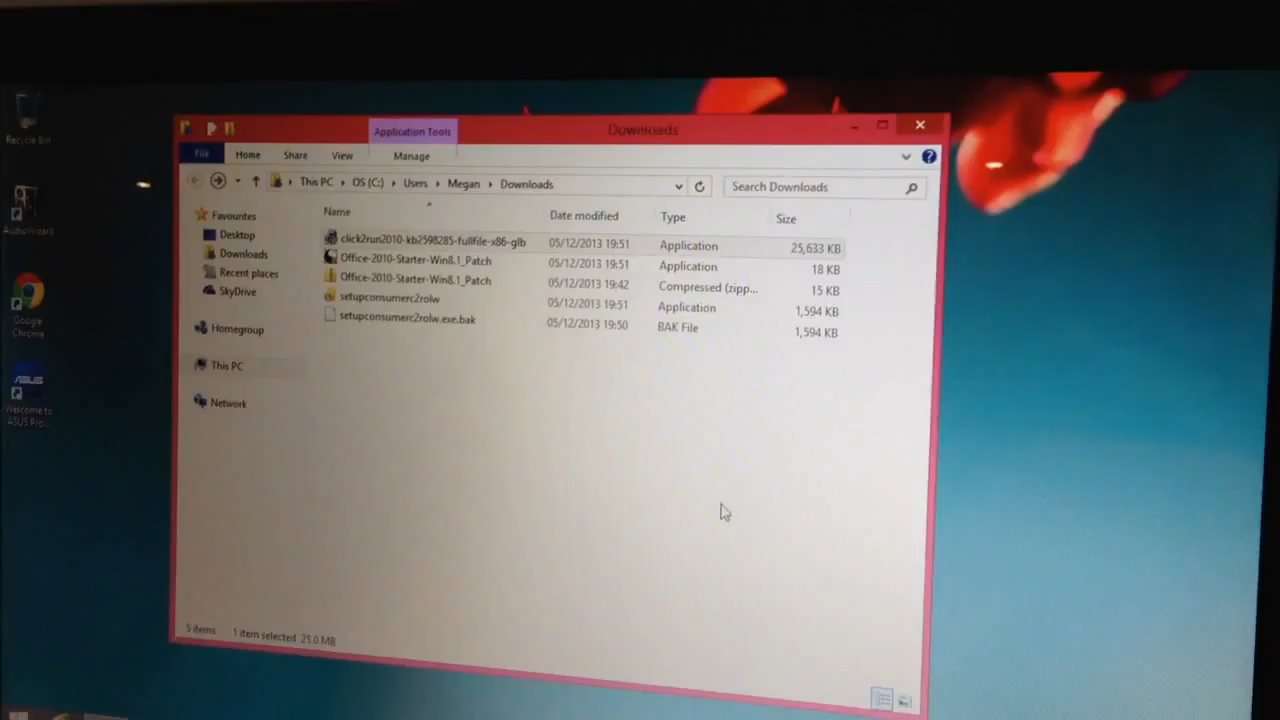 Recycle Bin
AudioWizard
Google
Chrome
ASUS
Welcome to
ASUS Pro...
Application Tools
Downloads
File Home Share View Manage
This PC OS (C:) Users Megan Downloads
Search Downloads
Name Date modified Type Size
Favourites
Desktop
Downloads
Recent places
SkyDrive
Homegroup
This PC
Network
click2run2010-kb2598285-fullfile-x86-glb 05/12/2013 19:51 Application 25,633 KB
Office-2010-Starter-Win8.1_Patch 05/12/2013 19:51 Application 18 KB
Office-2010-Starter-Win8.1_Patch 05/12/2013 19:42 Compressed (zipp... 15 KB
setupconsumerc2rolw 05/12/2013 19:51 Application 1,594 KB
setupconsumerc2rolw.exe.bak 05/12/2013 19:50 BAK File 1,594 KB
5 items 1 item selected 25.0 MB